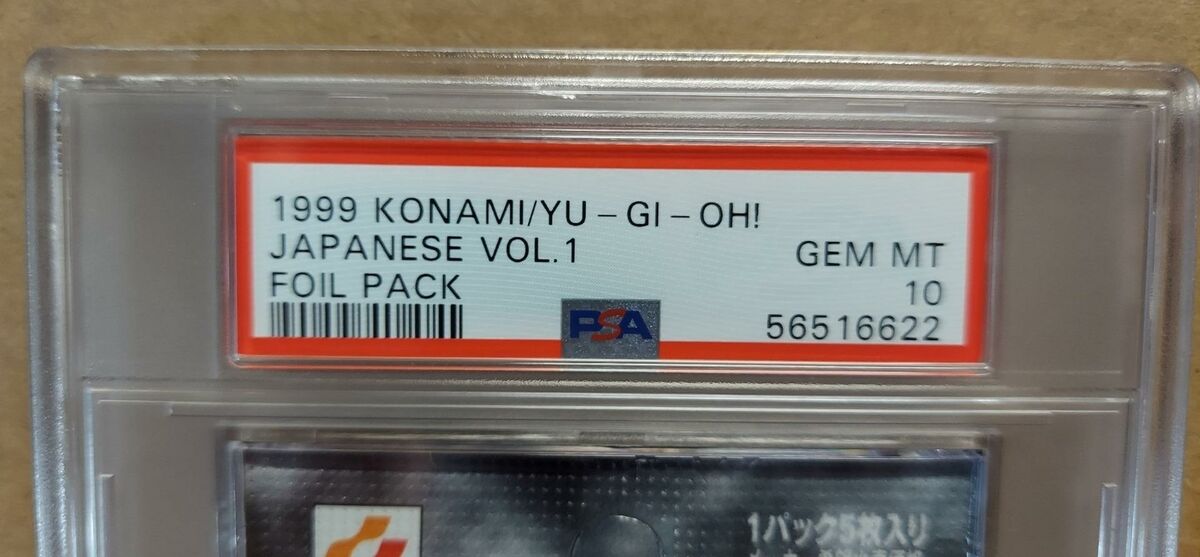 1999 KONAMI/YU-GI-OH!
JAPANESE VOL.1
FOIL PACK
GEM MT
10
56516622
PSA
1パック5枚入り